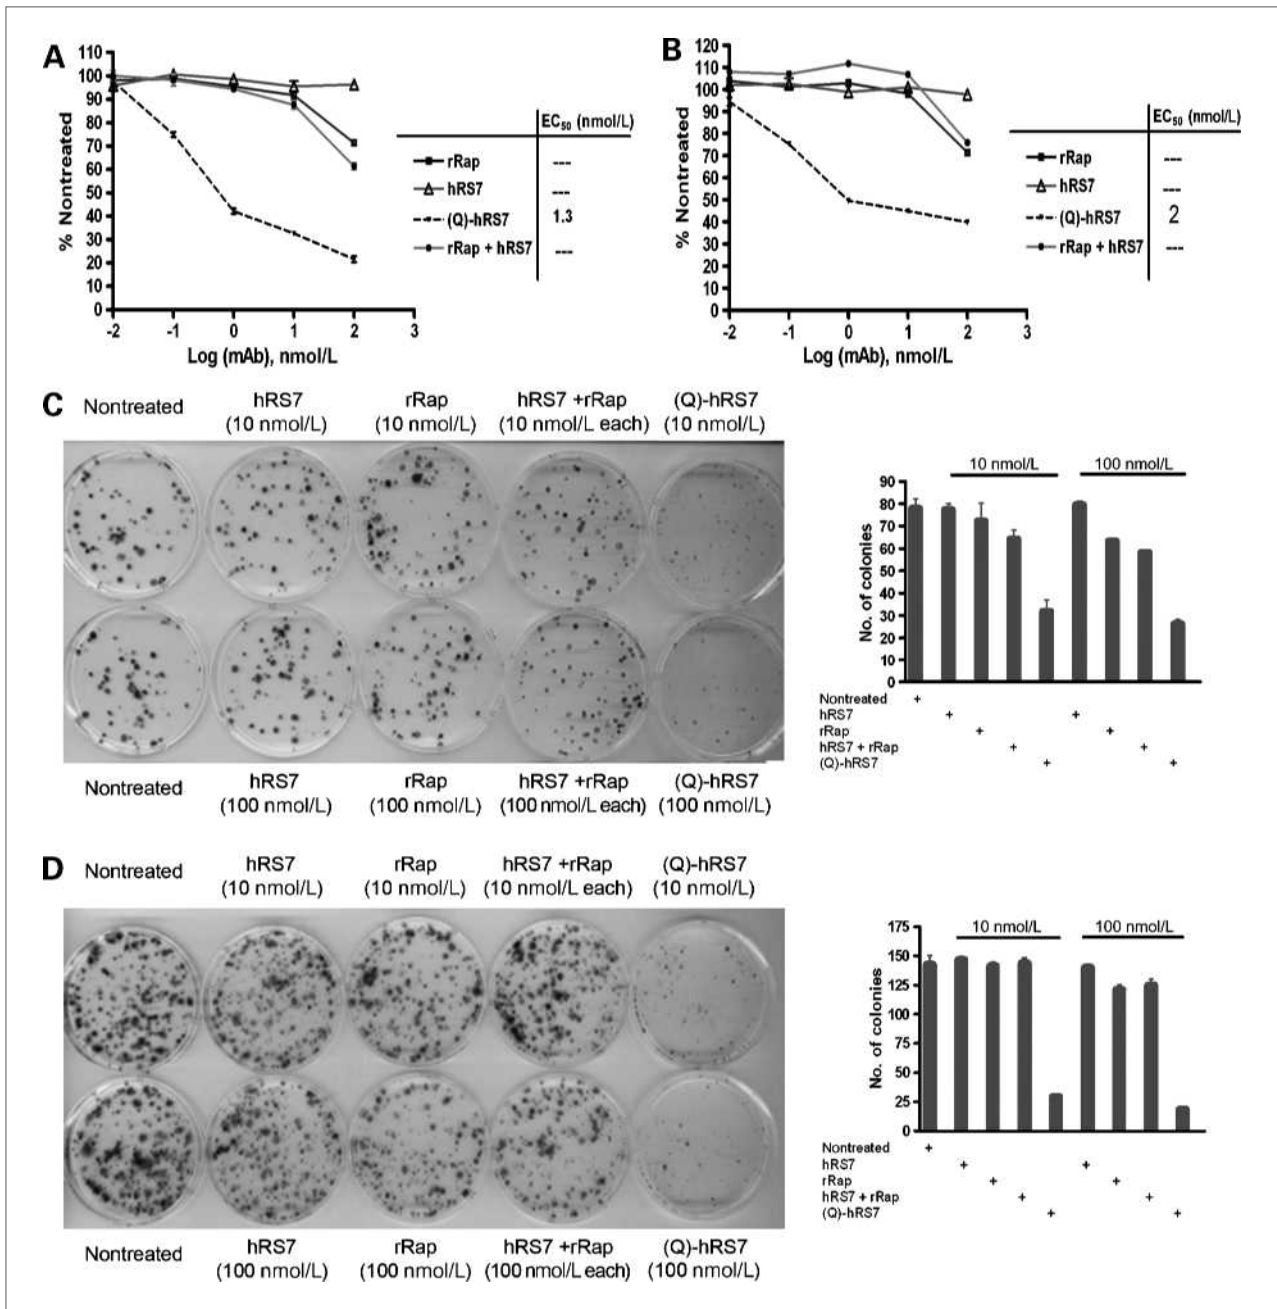 A
110
100
90
80
70
60
50
40
30
20
10
0
% Nontreated
-2 -1 0 1 2 3
Log (mAb), nmol/L
EC50 (nmol/L)
rRap ---
hRS7 ---
(Q)-hRS7 1.3
rRap + hRS7 ---
B
120
110
100
90
80
70
60
50
40
30
20
10
0
% Nontreated
-2 -1 0 1 2 3
Log (mAb), nmol/L
EC50 (nmol/L)
rRap ---
hRS7 ---
(Q)-hRS7 2
rRap + hRS7 ---
C
Nontreated
hRS7
(10 nmol/L)
rRap
(10 nmol/L)
hRS7 +rRap
(10 nmol/L each)
(Q)-hRS7
(10 nmol/L)
Nontreated
hRS7
(100 nmol/L)
rRap
(100 nmol/L)
hRS7 +rRap
(100 nmol/L each)
(Q)-hRS7
(100 nmol/L)
10 nmol/L 100 nmol/L
90
80
70
60
50
40
30
20
10
0
No. of colonies
Nontreated +
hRS7 + +
rRap + +
hRS7 + rRap + +
(Q)-hRS7 + +
D
Nontreated
hRS7
(10 nmol/L)
rRap
(10 nmol/L)
hRS7 +rRap
(10 nmol/L each)
(Q)-hRS7
(10 nmol/L)
Nontreated
hRS7
(100 nmol/L)
rRap
(100 nmol/L)
hRS7 +rRap
(100 nmol/L each)
(Q)-hRS7
(100 nmol/L)
10 nmol/L 100 nmol/L
175
150
125
100
75
50
25
0
No. of colonies
Nontreated +
hRS7 + +
rRap + +
hRS7 + rRap + +
(Q)-hRS7 + +